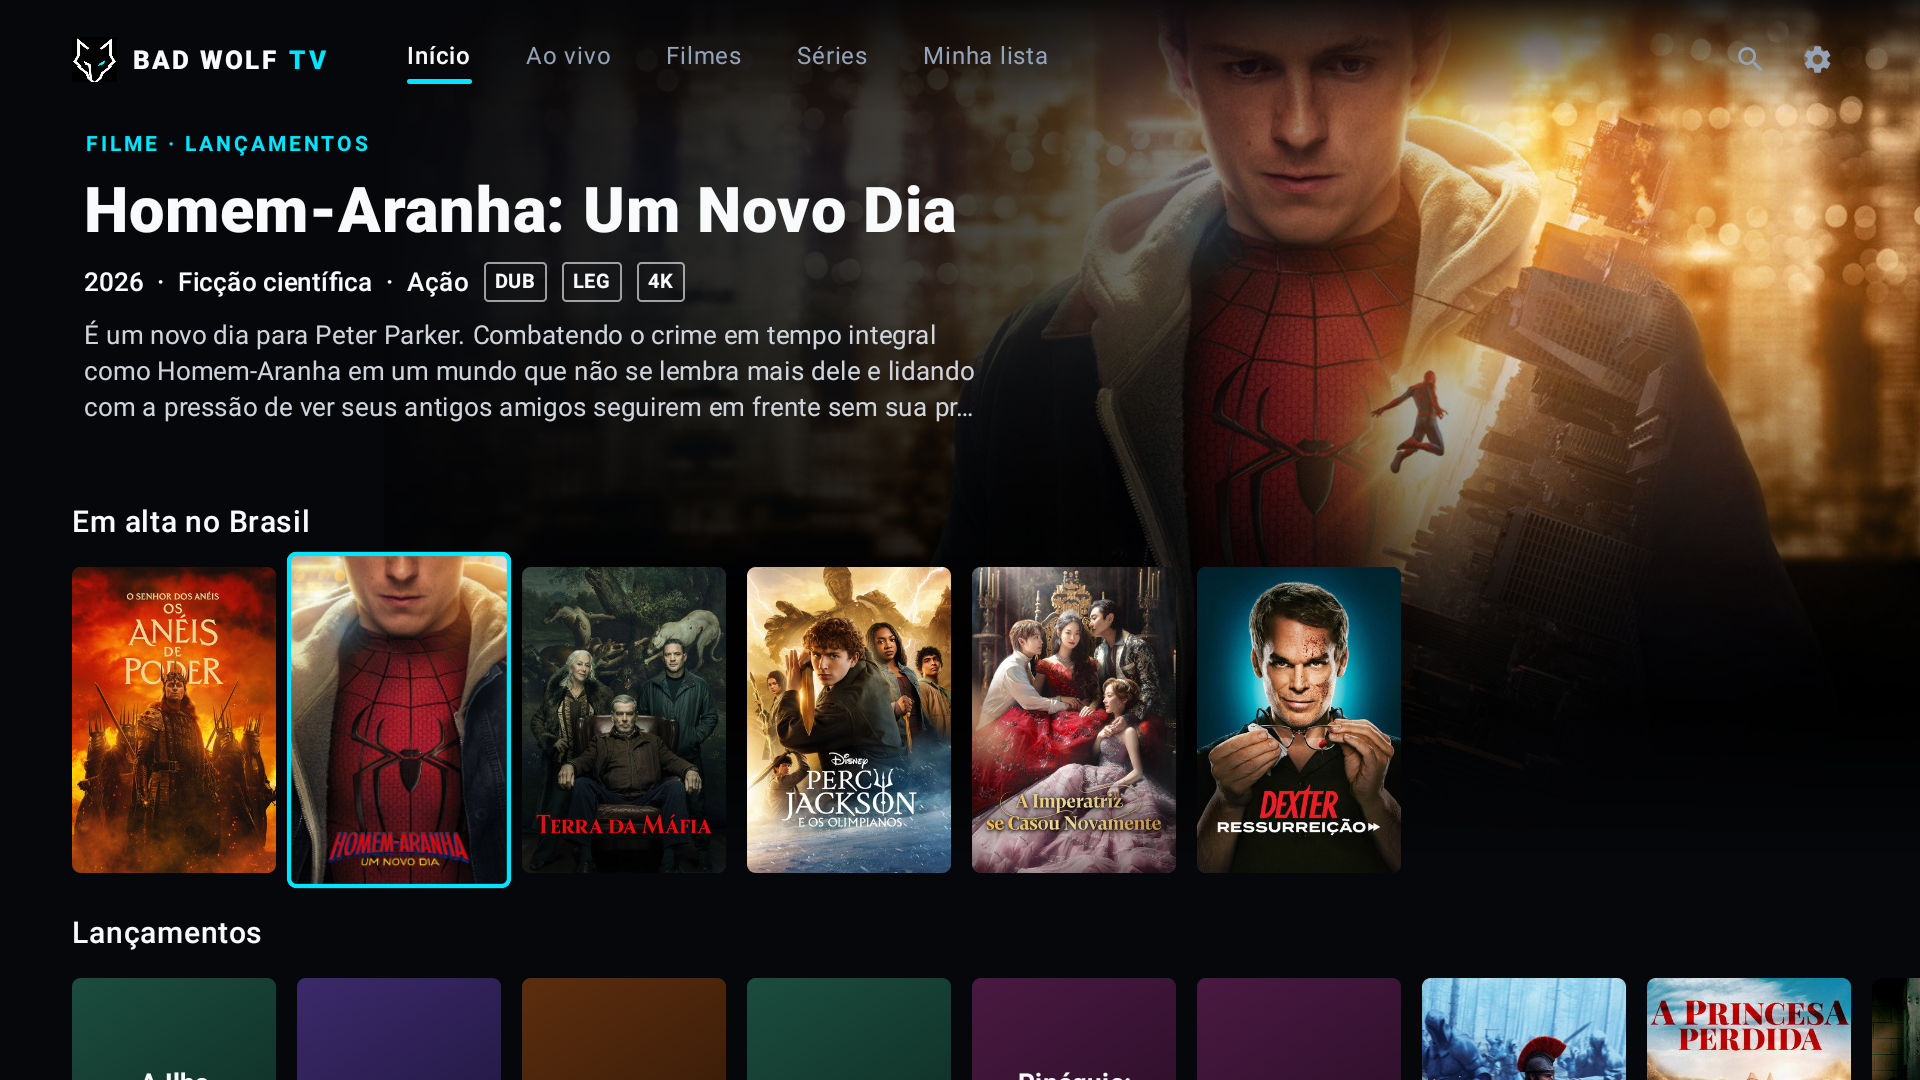 BAD WOLF TV
Início
Ao vivo
Filmes
Séries
Minha lista
FILME · LANÇAMENTOS
Homem-Aranha: Um Novo Dia
2026 · Ficção científica · Ação DUB LEG 4K
É um novo dia para Peter Parker. Combatendo o crime em tempo integral
como Homem-Aranha em um mundo que não se lembra mais dele e lidando
com a pressão de ver seus antigos amigos seguirem em frente sem sua pr…
Em alta no Brasil
O SENHOR DOS ANÉIS
OS
ANÉIS
DE
PODER
HOMEM-ARANHA
UM NOVO DIA
TERRA DA MÁFIA
DISNEY
PERCY
JACKSON
E OS OLIMPIANOS
A Imperatriz
se Casou Novamente
DEXTER
RESSURREIÇÃO
Lançamentos
A Ilha
Pinóquio:
A PRINCESA
PERDIDA